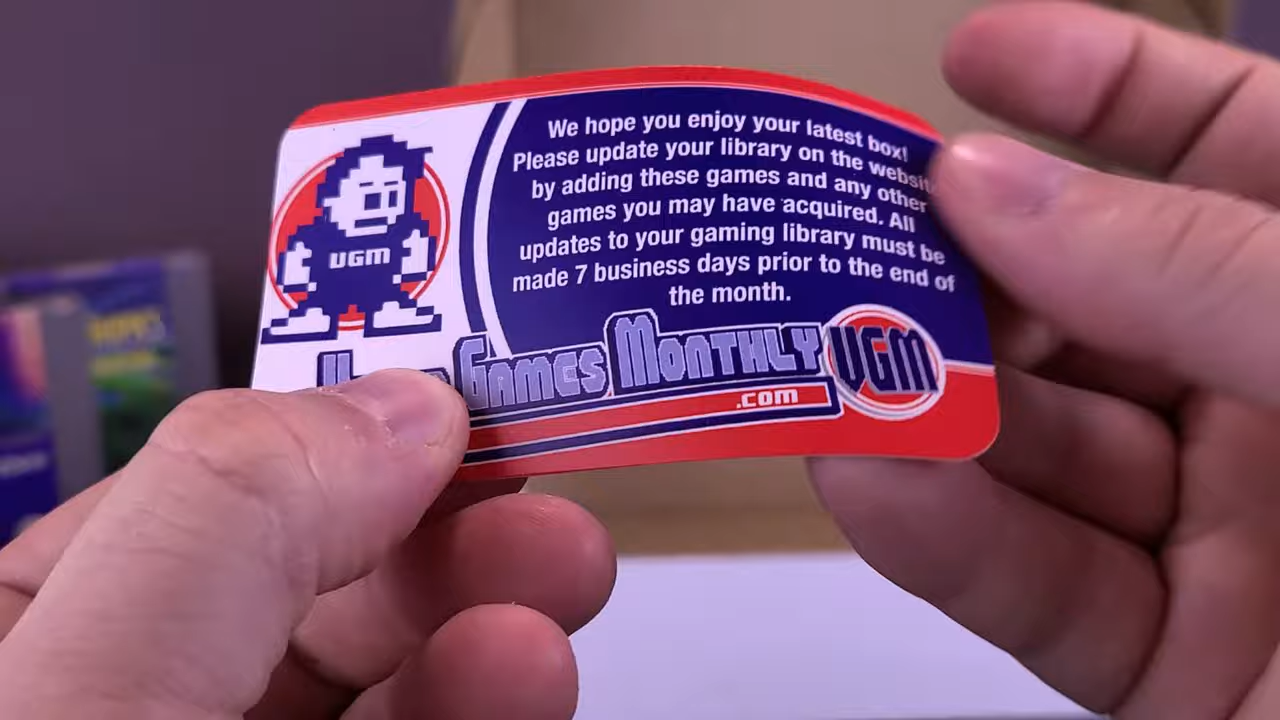 We hope you enjoy your latest box!
Please update your library on the
by adding these games and any other
games you may have acquired. All
updates to your gaming library must be
made 7 business days prior to the end of
the month.
UGM
Games Monthly
VGM
.com